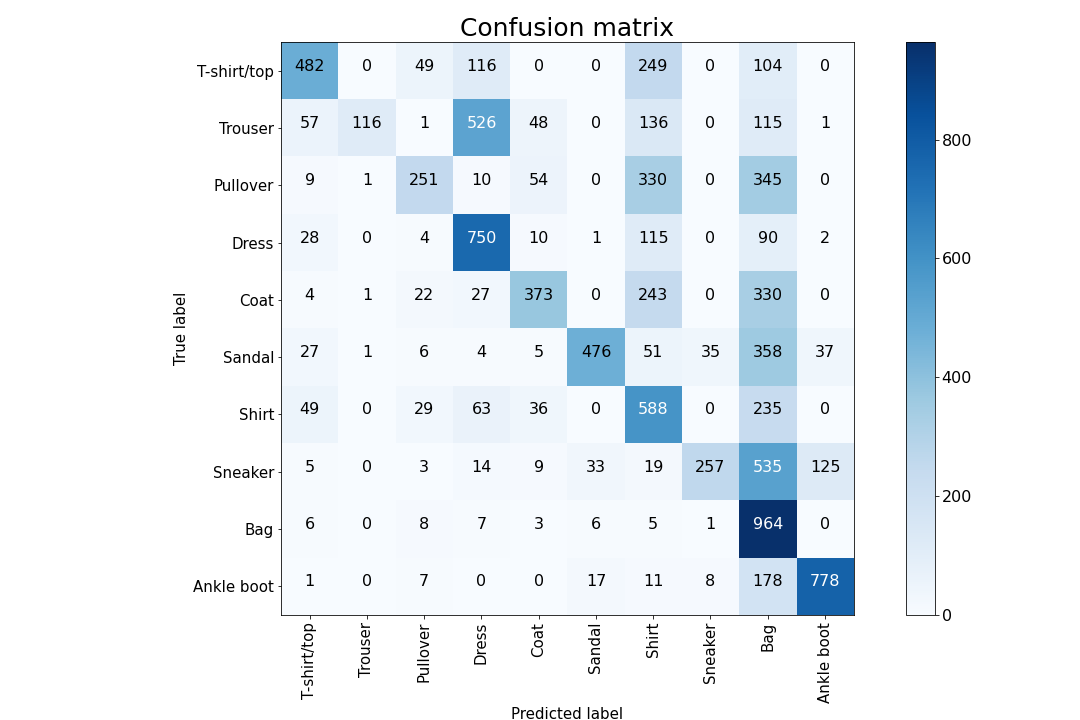 Confusion matrix
T-shirt/top 482 0 49 116 0 0 249 0 104 0
Trouser 57 116 1 526 48 0 136 0 115 1
Pullover 9 1 251 10 54 0 330 0 345 0
Dress 28 0 4 750 10 1 115 0 90 2
Coat 4 1 22 27 373 0 243 0 330 0
Sandal 27 1 6 4 5 476 51 35 358 37
Shirt 49 0 29 63 36 0 588 0 235 0
Sneaker 5 0 3 14 9 33 19 257 535 125
Bag 6 0 8 7 3 6 5 1 964 0
Ankle boot 1 0 7 0 0 17 11 8 178 778
True label
T-shirt/top Trouser Pullover Dress Coat Sandal Shirt Sneaker Bag Ankle boot
Predicted label
800
600
400
200
0